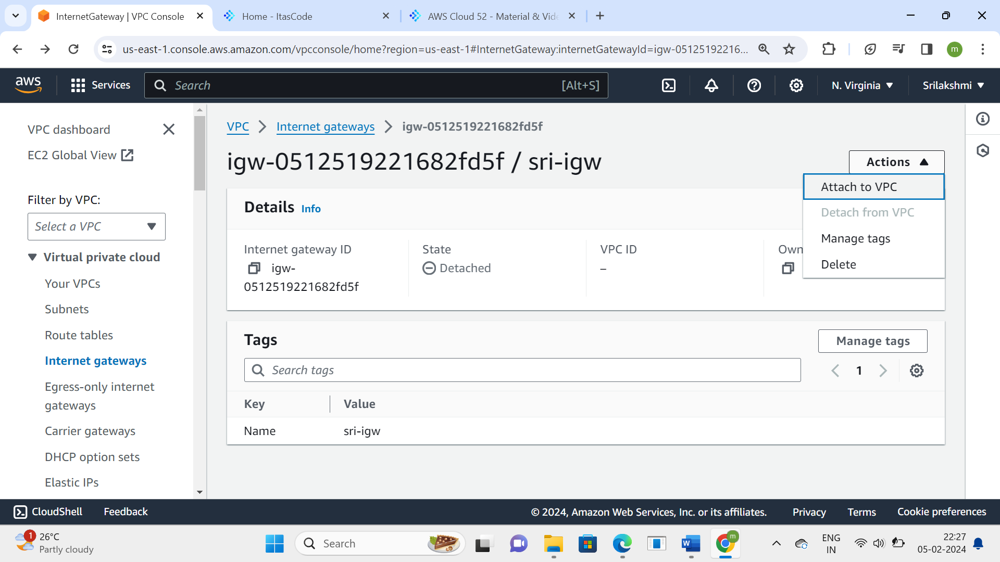 InternetGateway | VPC Console
Home - ItasCode
AWS Cloud 52 - Material & Vide
us-east-1.console.aws.amazon.com/vpcconsole/home?region=us-east-1#InternetGateway:internetGatewayId=igw-05125192216...
m
aws
Services
Search
[Alt+S]
N. Virginia
Srilakshmi
VPC dashboard
EC2 Global View
Filter by VPC:
Select a VPC
Virtual private cloud
Your VPCs
Subnets
Route tables
Internet gateways
Egress-only internet
gateways
Carrier gateways
DHCP option sets
Elastic IPs
VPC
Internet gateways
igw-0512519221682fd5f
igw-0512519221682fd5f / sri-igw
Actions
Attach to VPC
Detach from VPC
Manage tags
Delete
Details Info
Internet gateway ID
igw-
0512519221682fd5f
State
Detached
VPC ID
–
Own
Tags
Manage tags
Search tags
1
Key Value
Name sri-igw
CloudShell
Feedback
© 2024, Amazon Web Services, Inc. or its affiliates.
Privacy
Terms
Cookie preferences
1
26°C
Partly cloudy
Search
W
m
ENG
IN
22:27
05-02-2024